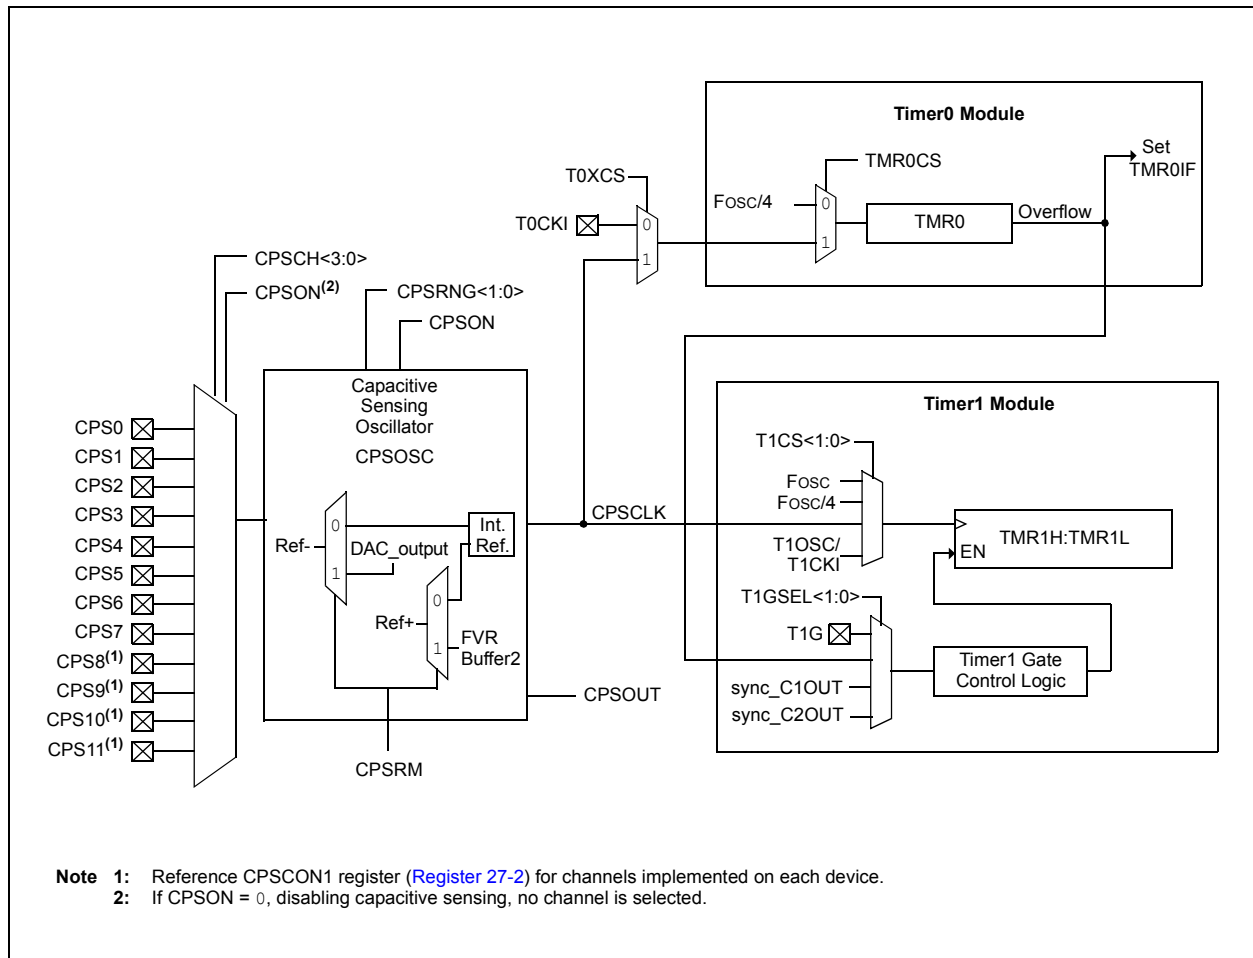 Timer0 Module
Set
TMR0IF
TMR0CS
T0XCS
FOSC/4
0
1
TMR0
Overflow
T0CKI
0
1
CPSCH<3:0>
CPSON(2)
CPSRNG<1:0>
CPSON
Capacitive
Sensing
Oscillator
CPSOSC
Timer1 Module
T1CS<1:0>
FOSC
FOSC/4
T1OSC/
T1CKI
TMR1H:TMR1L
EN
T1GSEL<1:0>
T1G
Timer1 Gate
Control Logic
sync_C1OUT
sync_C2OUT
CPS0
CPS1
CPS2
CPS3
CPS4
CPS5
CPS6
CPS7
CPS8(1)
CPS9(1)
CPS10(1)
CPS11(1)
0
1
Ref-
DAC_output
Int.
Ref.
0
1
Ref+
FVR
Buffer2
CPSCLK
CPSOUT
CPSRM
Note 1: Reference CPSCON1 register (Register 27-2) for channels implemented on each device.
2: If CPSON = 0, disabling capacitive sensing, no channel is selected.